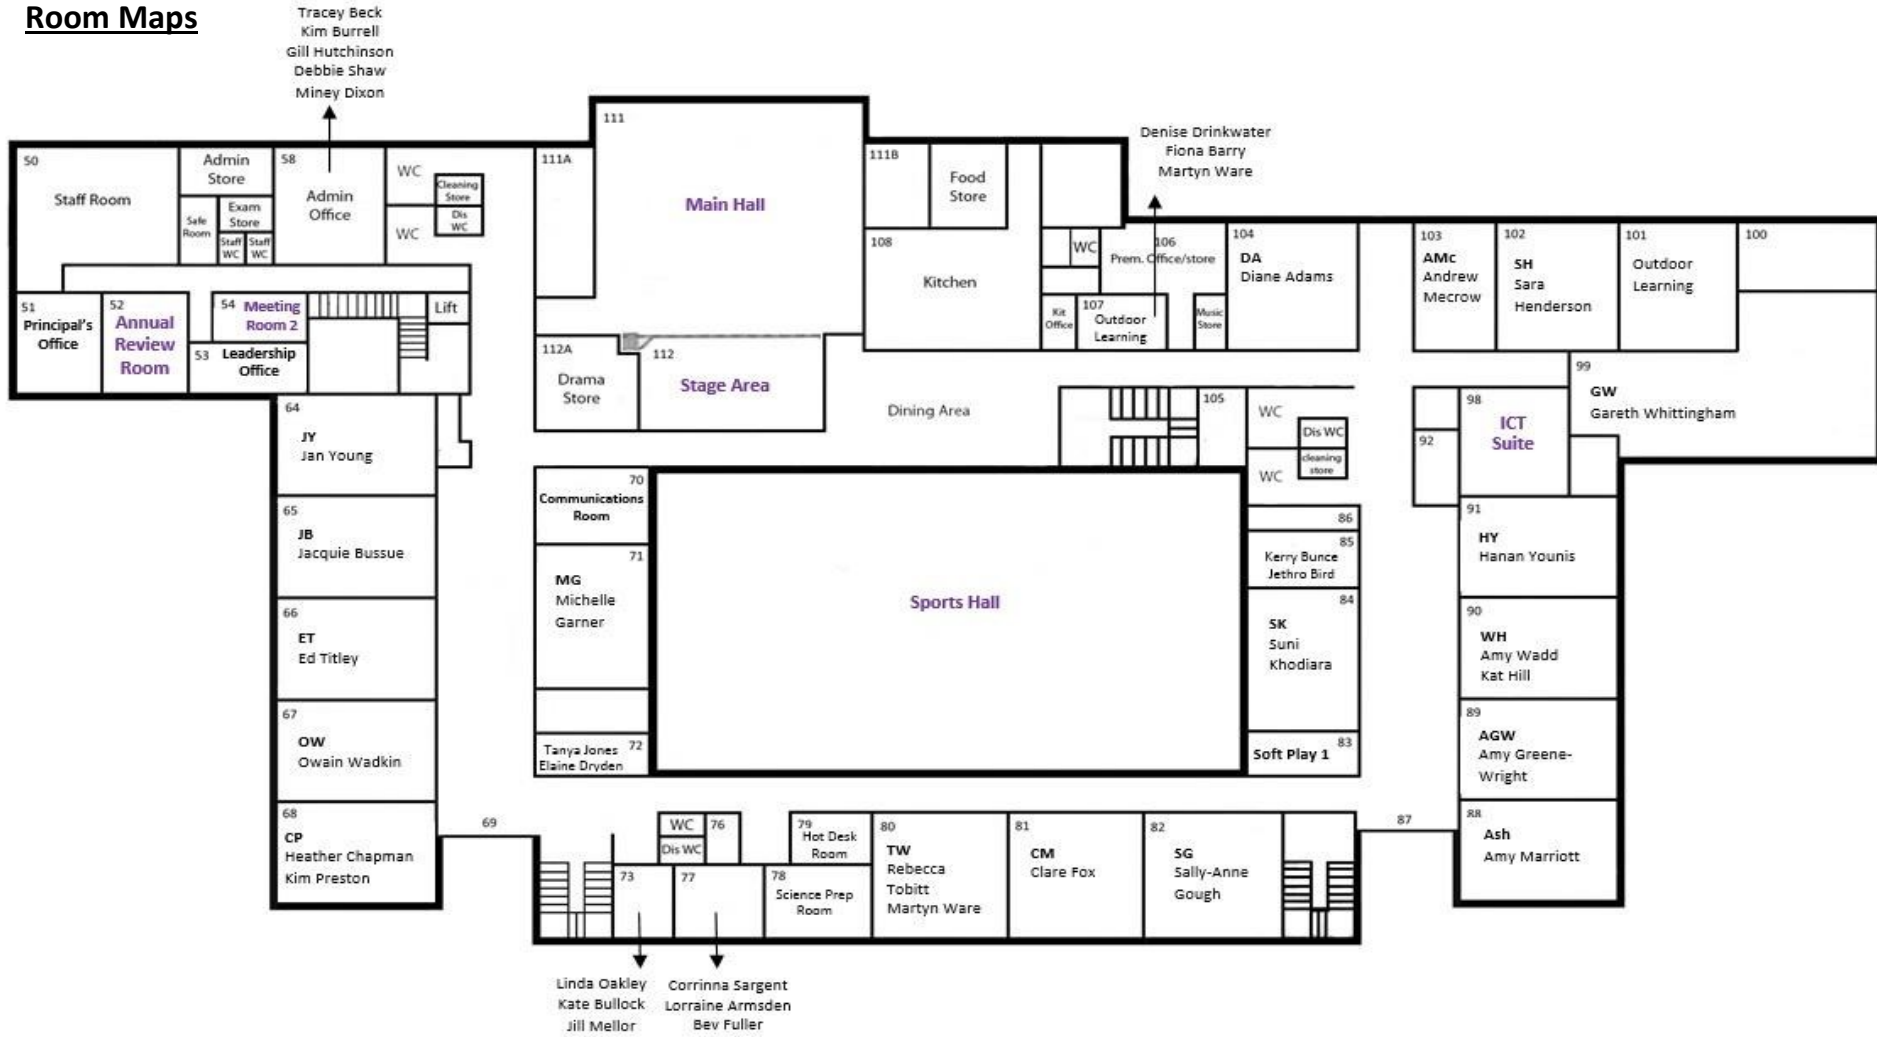 Room Maps
Tracey Beck
Kim Burrell
Gill Hutchinson
Debbie Shaw
Miney Dixon
Denise Drinkwater
Fiona Barry
Martyn Ware
50
Staff Room
Admin
Store
Safe
Room
Exam
Store
Staff
WC
Staff
WC
58
Admin
Office
WC
Cleaning
Store
WC
Dis
WC
111A
111
Main Hall
111B
Food
Store
108
Kitchen
WC
106
Prem. Office/store
Kit
Office
107
Outdoor
Learning
Music
Store
104
DA
Diane Adams
103
AMc
Andrew
Mecrow
102
SH
Sara
Henderson
101
Outdoor
Learning
100
51
Principal's
Office
52
Annual
Review
Room
54
Meeting
Room 2
53
Leadership
Office
Lift
112A
Drama
Store
112
Stage Area
Dining Area
105
WC
Dis WC
WC
cleaning
store
92
98
ICT
Suite
99
GW
Gareth Whittingham
64
JY
Jan Young
65
JB
Jacquie Bussue
66
ET
Ed Titley
67
OW
Owain Wadkin
68
CP
Heather Chapman
Kim Preston
69
70
Communications
Room
71
MG
Michelle
Garner
72
Tanya Jones
Elaine Dryden
Sports Hall
86
85
Kerry Bunce
Jethro Bird
84
SK
Suni
Khodiara
83
Soft Play 1
91
HY
Hanan Younis
90
WH
Amy Wadd
Kat Hill
89
AGW
Amy Greene-
Wright
88
Ash
Amy Marriott
87
WC
Dis WC
76
73
77
79
Hot Desk
Room
78
Science Prep
Room
80
TW
Rebecca
Tobitt
Martyn Ware
81
CM
Clare Fox
82
SG
Sally-Anne
Gough
Linda Oakley
Kate Bullock
Jill Mellor
Corrinna Sargent
Lorraine Armsden
Bev Fuller